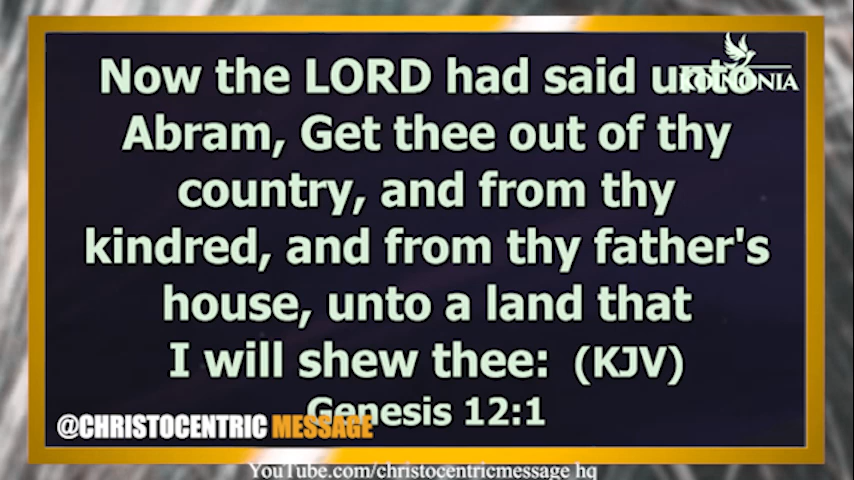 Now the LORD had said unto
KOINONIA
Abram, Get thee out of thy
country, and from thy
kindred, and from thy father's
house, unto a land that
I will shew thee: (KJV)
Genesis 12:1
@CHRISTOCENTRIC MESSAGE
YouTube.com/christocentricmessage hq